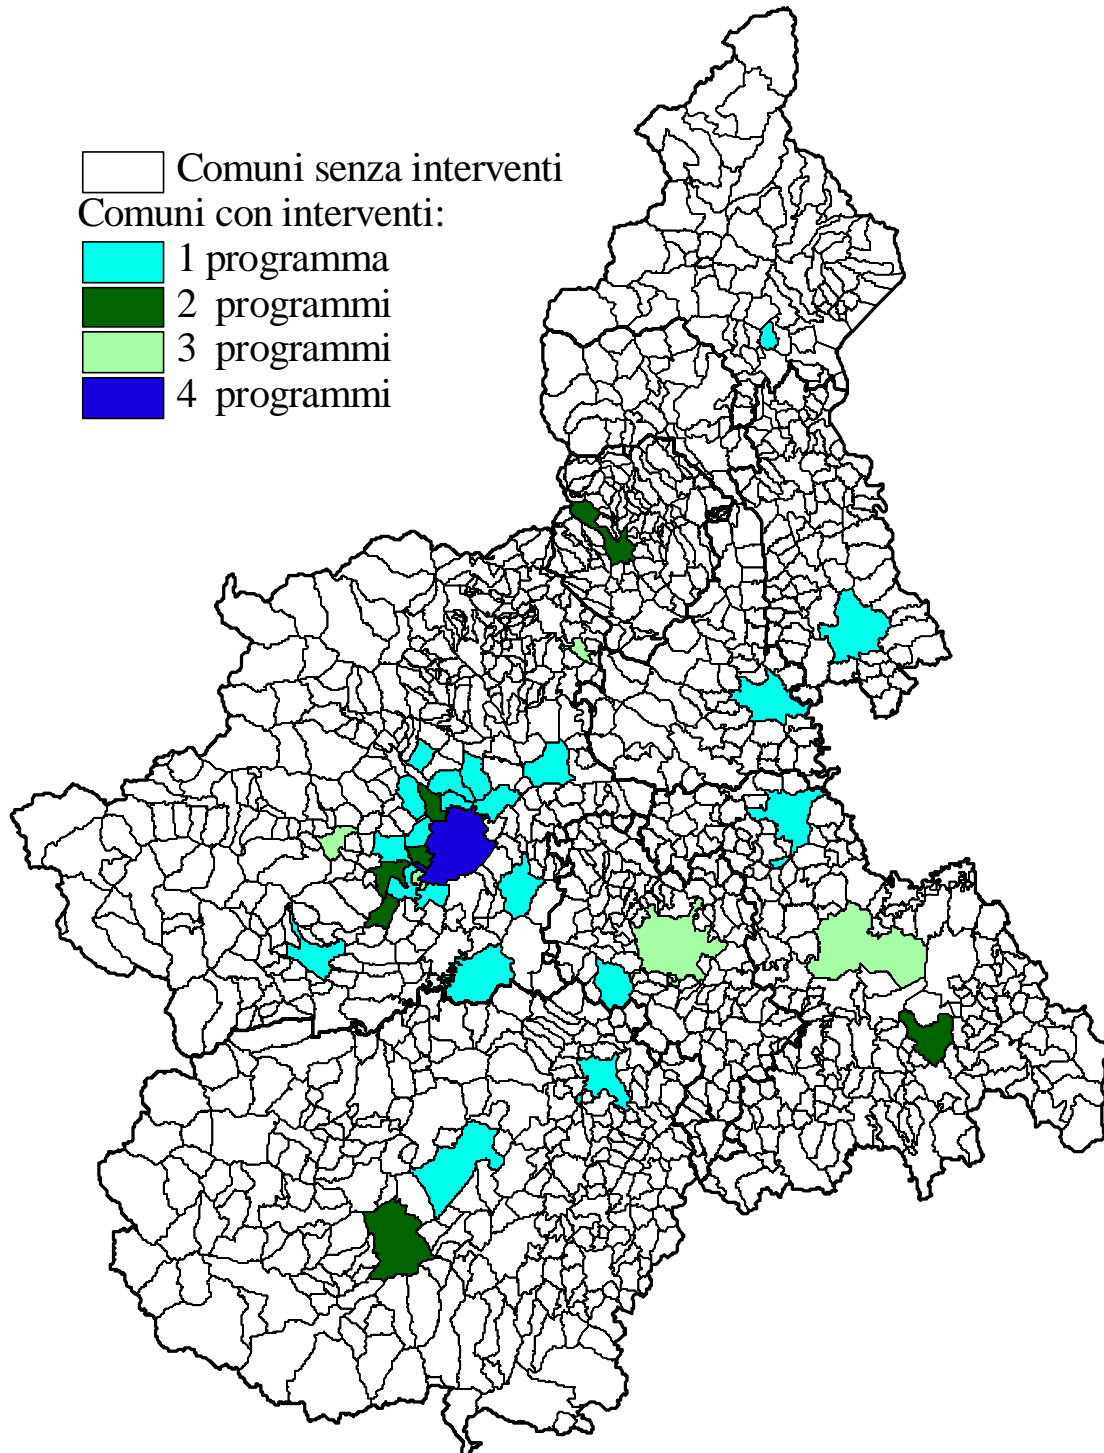 Comuni senza interventi
Comuni con interventi:
1 programma
2 programmi
3 programmi
4 programmi